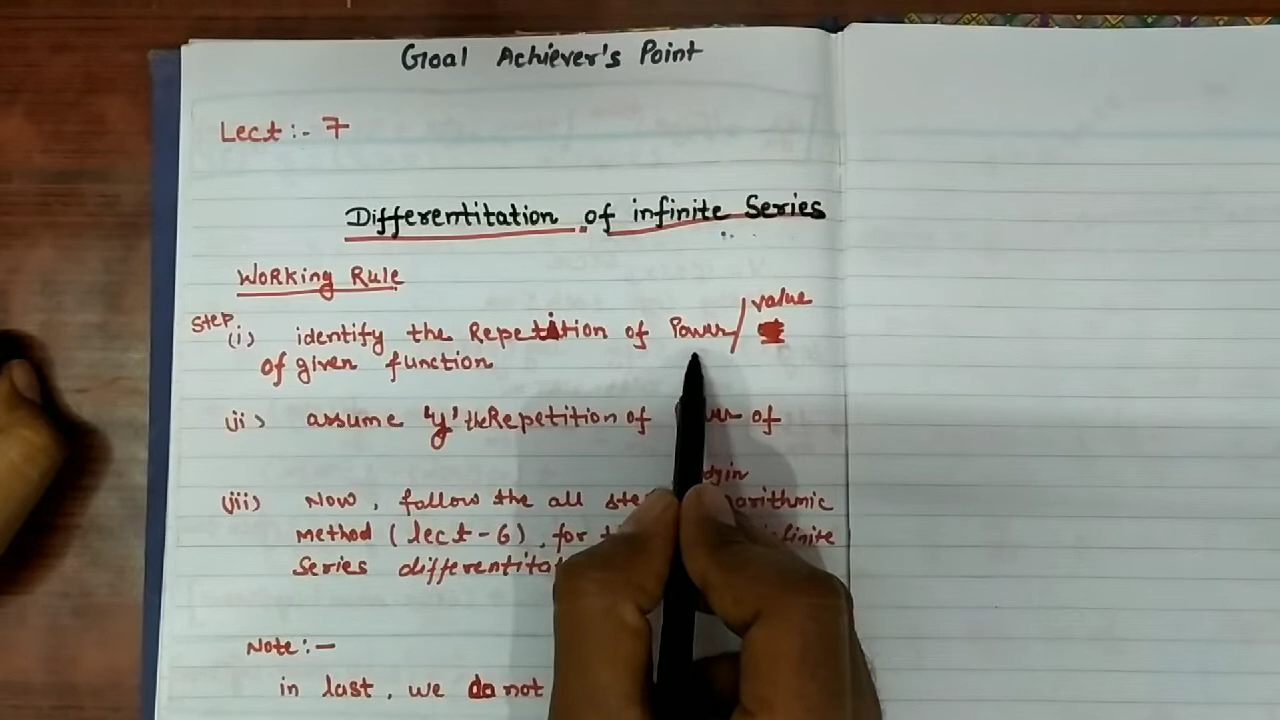 Goal Achiever's Point
Lect :- 7
Differentitation of infinite Series
Working Rule
Step
(i) identify the Repetition of Power/ value
of given function
(ii) assume 'y' the Repetition of of
(iii) Now, follow the all
method (lect-6), for
Series
Note:-
in last, we do not